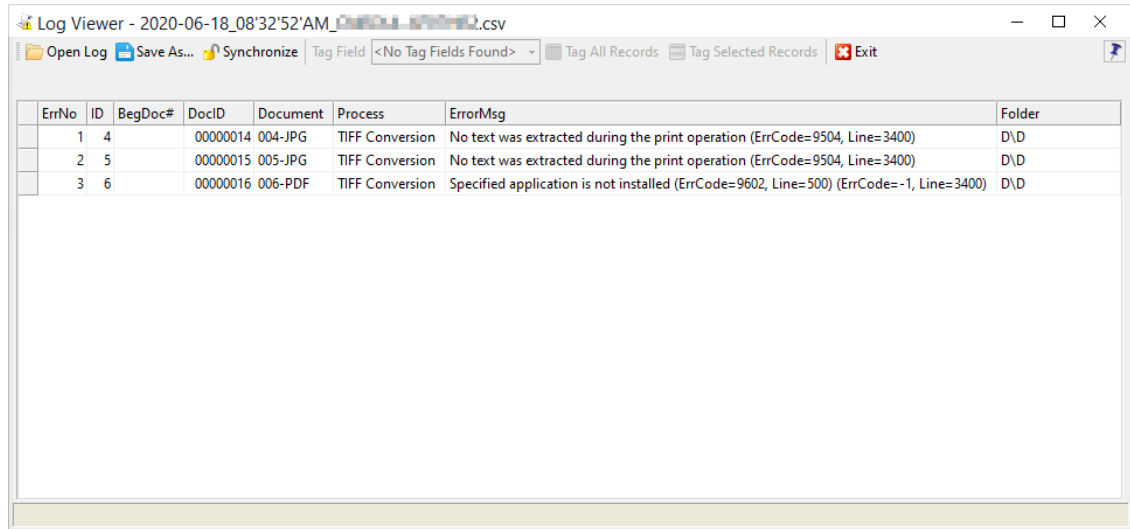 Log Viewer - 2020-06-18_08'32'52'AM_ .csv
Open Log Save As... Synchronize Tag Field <No Tag Fields Found> Tag All Records Tag Selected Records Exit
ErrNo ID BegDoc# DocID Document Process ErrorMsg Folder
1 4 00000014 004-JPG TIFF Conversion No text was extracted during the print operation (ErrCode=9504, Line=3400) D\D
2 5 00000015 005-JPG TIFF Conversion No text was extracted during the print operation (ErrCode=9504, Line=3400) D\D
3 6 00000016 006-PDF TIFF Conversion Specified application is not installed (ErrCode=9602, Line=500) (ErrCode=-1, Line=3400) D\D